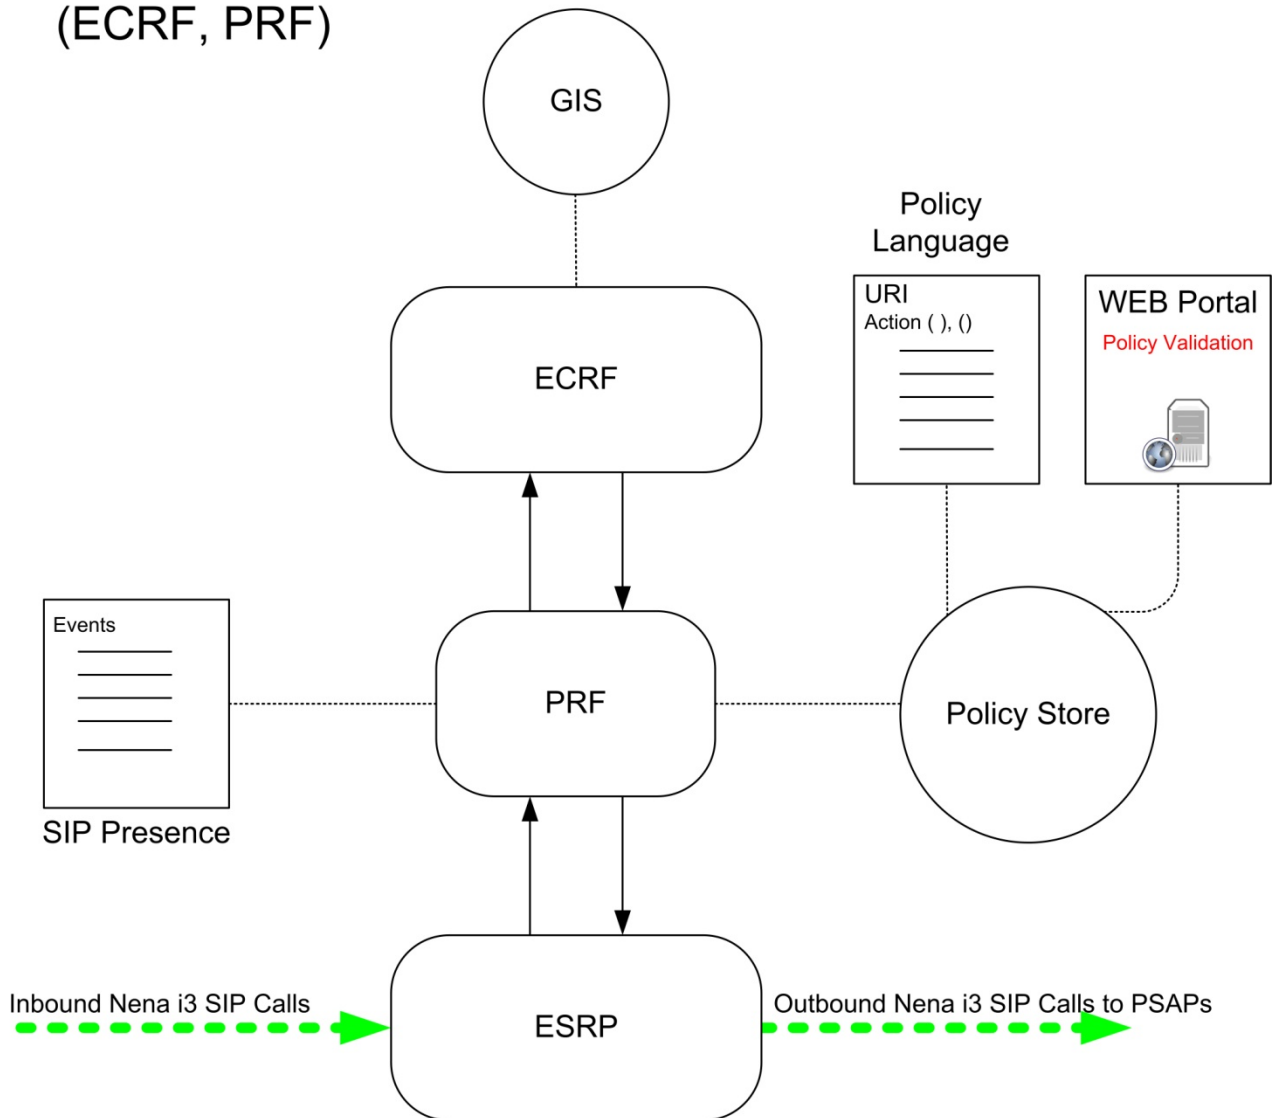 (ECRF, PRF)
GIS
Policy
Language
URI
Action ( ), ()
WEB Portal
Policy Validation
ECRF
Events
PRF
Policy Store
SIP Presence
Inbound Nena i3 SIP Calls
ESRP
Outbound Nena i3 SIP Calls to PSAPs